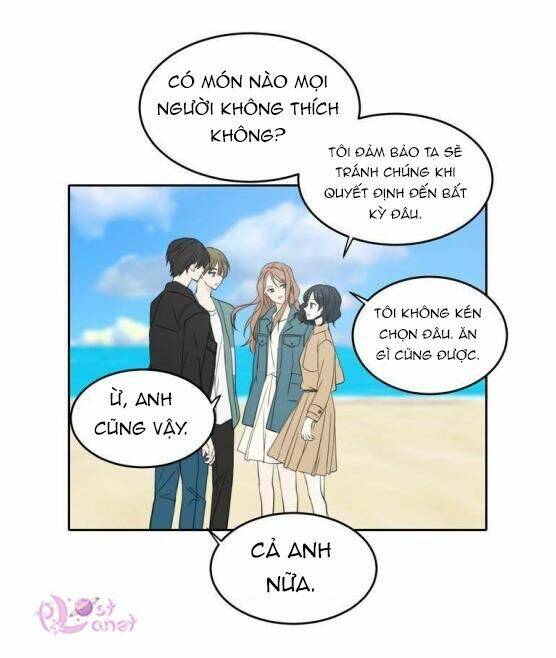 CÓ MÓN NÀO MỌI
NGƯỜI KHÔNG THÍCH
KHÔNG?
TÔI ĐẢM BẢO TA SẼ
TRÁNH CHÚNG KHI
QUYẾT ĐỊNH ĐẾN BẤT
KỲ ĐÂU.
TÔI KHÔNG KÉN
CHỌN ĐÂU. ĂN
GÌ CŨNG ĐƯỢC.
Ừ, ANH
CŨNG VẬY.
CẢ ANH
NỮA.
Lost
Planet